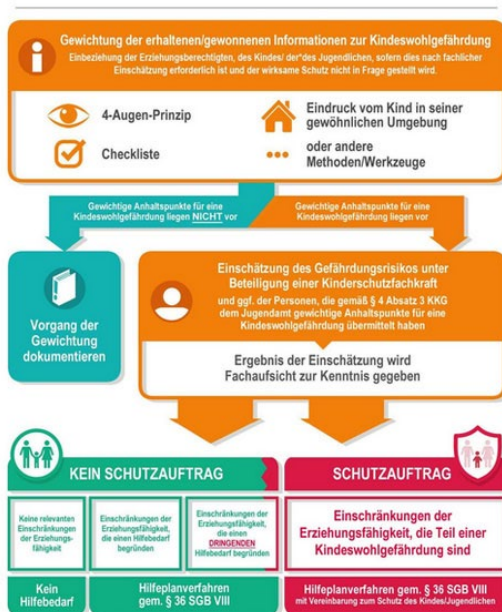 Gewichtung der erhaltenen/gewonnenen Informationen zur Kindeswohlgefährdung
Einbeziehung der Erziehungsberechtigten, des Kindes/ der*des Jugendlichen, sofern dies nach fachlicher
Einschätzung erforderlich ist und der wirksame Schutz nicht in Frage gestellt wird.
4-Augen-Prinzip
Eindruck vom Kind in seiner
gewöhnlichen Umgebung
Checkliste
oder andere
Methoden/Werkzeuge
Gewichtige Anhaltspunkte für eine
Kindeswohlgefährdung liegen NICHT vor
Gewichtige Anhaltspunkte für eine
Kindeswohlgefährdung liegen vor
Vorgang der
Gewichtung
dokumentieren
Einschätzung des Gefährdungsrisikos unter
Beteiligung einer Kinderschutzfachkraft
und ggf. der Personen, die gemäß § 4 Absatz 3 KKG
dem Jugendamt gewichtige Anhaltspunkte für eine
Kindeswohlgefährdung übermittelt haben
Ergebnis der Einschätzung wird
Fachaufsicht zur Kenntnis gegeben
KEIN SCHUTZAUFTRAG
SCHUTZAUFTRAG
Keine relevanten
Einschränkungen
der Erziehungs-
fähigkeit
Einschränkungen der
Erziehungsfähigkeit,
die einen Hilfebedarf
begründen
Einschränkungen der
Erziehungsfähigkeit,
die einen
DRINGENDEN
Hilfebedarf begründen
Einschränkungen der
Erziehungsfähigkeit, die Teil einer
Kindeswohlgefährdung sind
Kein
Hilfebedarf
Hilfeplanverfahren
gem. § 36 SGB VIII
Hilfeplanverfahren gem. § 36 SGB VIII
mit Vereinbarung zum Schutz des Kindes/Jugendlichen